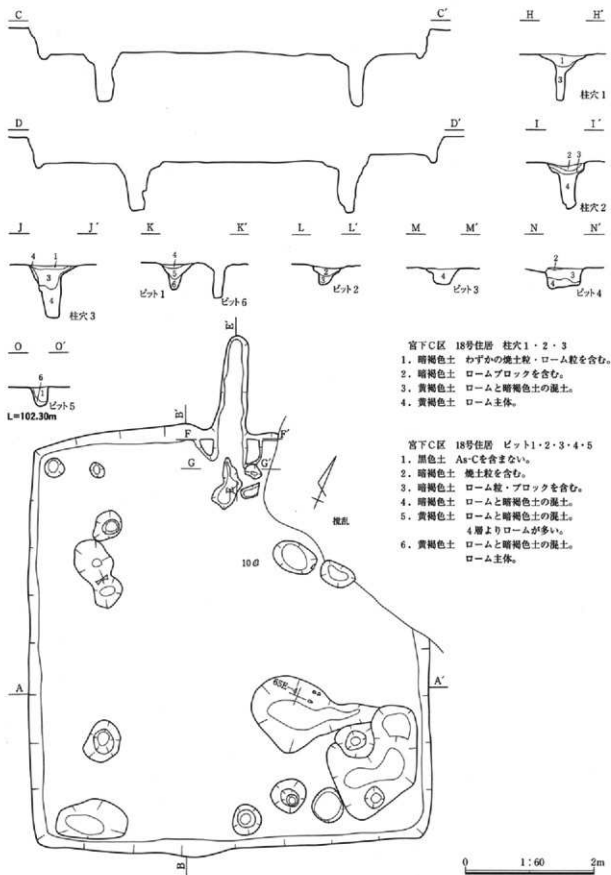 C C′ H H′
1
3
柱穴1
D D′ I I′
2 3
4
柱穴2
J J′ K K′ L L′ M M′ N N′
4 1
3
4
柱穴3
4
5
6
ピット1
ピット6
2
3
ピット2
4
ピット3
2
3
4
ピット4
O O′
6
1
ピット5
L=102.30m
宮下C区 18号住居 柱穴1・2・3
1. 暗褐色土 わずかの焼土粒・ローム粒を含む。
2. 暗褐色土 ロームブロックを含む。
3. 黄褐色土 ロームと暗褐色土の混土。
4. 黄褐色土 ローム主体。
宮下C区 18号住居 ピット1・2・3・4・5
1. 黒色土 As-Cを含まない。
2. 暗褐色土 焼土粒を含む。
3. 暗褐色土 ローム粒・ブロックを含む。
4. 暗褐色土 ロームと暗褐色土の混土。
5. 黄褐色土 ロームと暗褐色土の混土。
4層よりロームが多い。
6. 黄褐色土 ロームと暗褐色土の混土。
ローム主体。
E′
B′
F F′
G G′
撹乱
10
A A′
B
0 1:60 2m